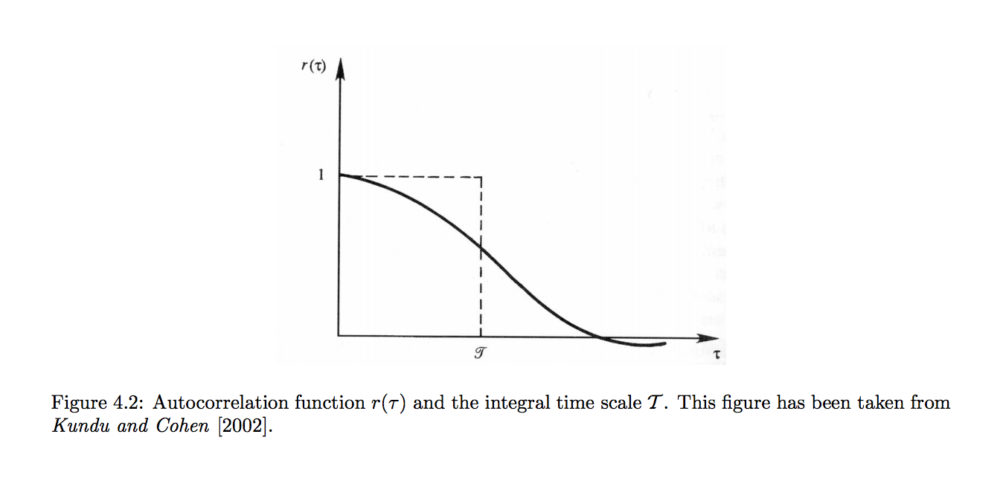 r(τ)
1
𝒯
τ
Figure 4.2: Autocorrelation function r(τ) and the integral time scale 𝒯. This figure has been taken from
Kundu and Cohen [2002].